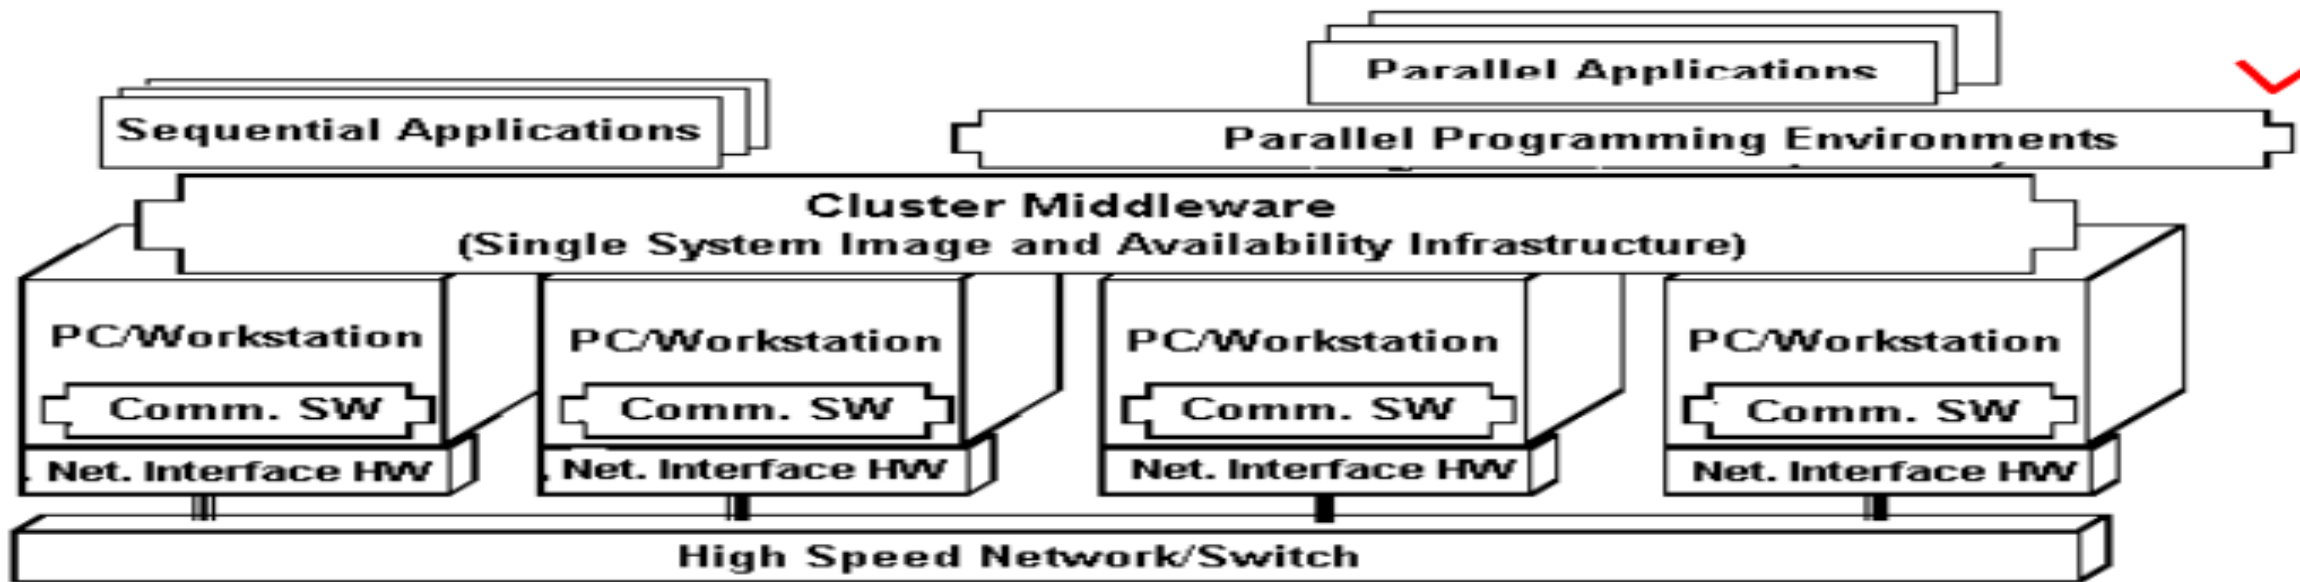 Parallel Applications
Sequential Applications
Parallel Programming Environments
Cluster Middleware
(Single System Image and Availability Infrastructure)
PC/Workstation
PC/Workstation
PC/Workstation
PC/Workstation
Comm. SW
Comm. SW
Comm. SW
Comm. SW
Net. Interface HW
Net. Interface HW
Net. Interface HW
Net. Interface HW
High Speed Network/Switch